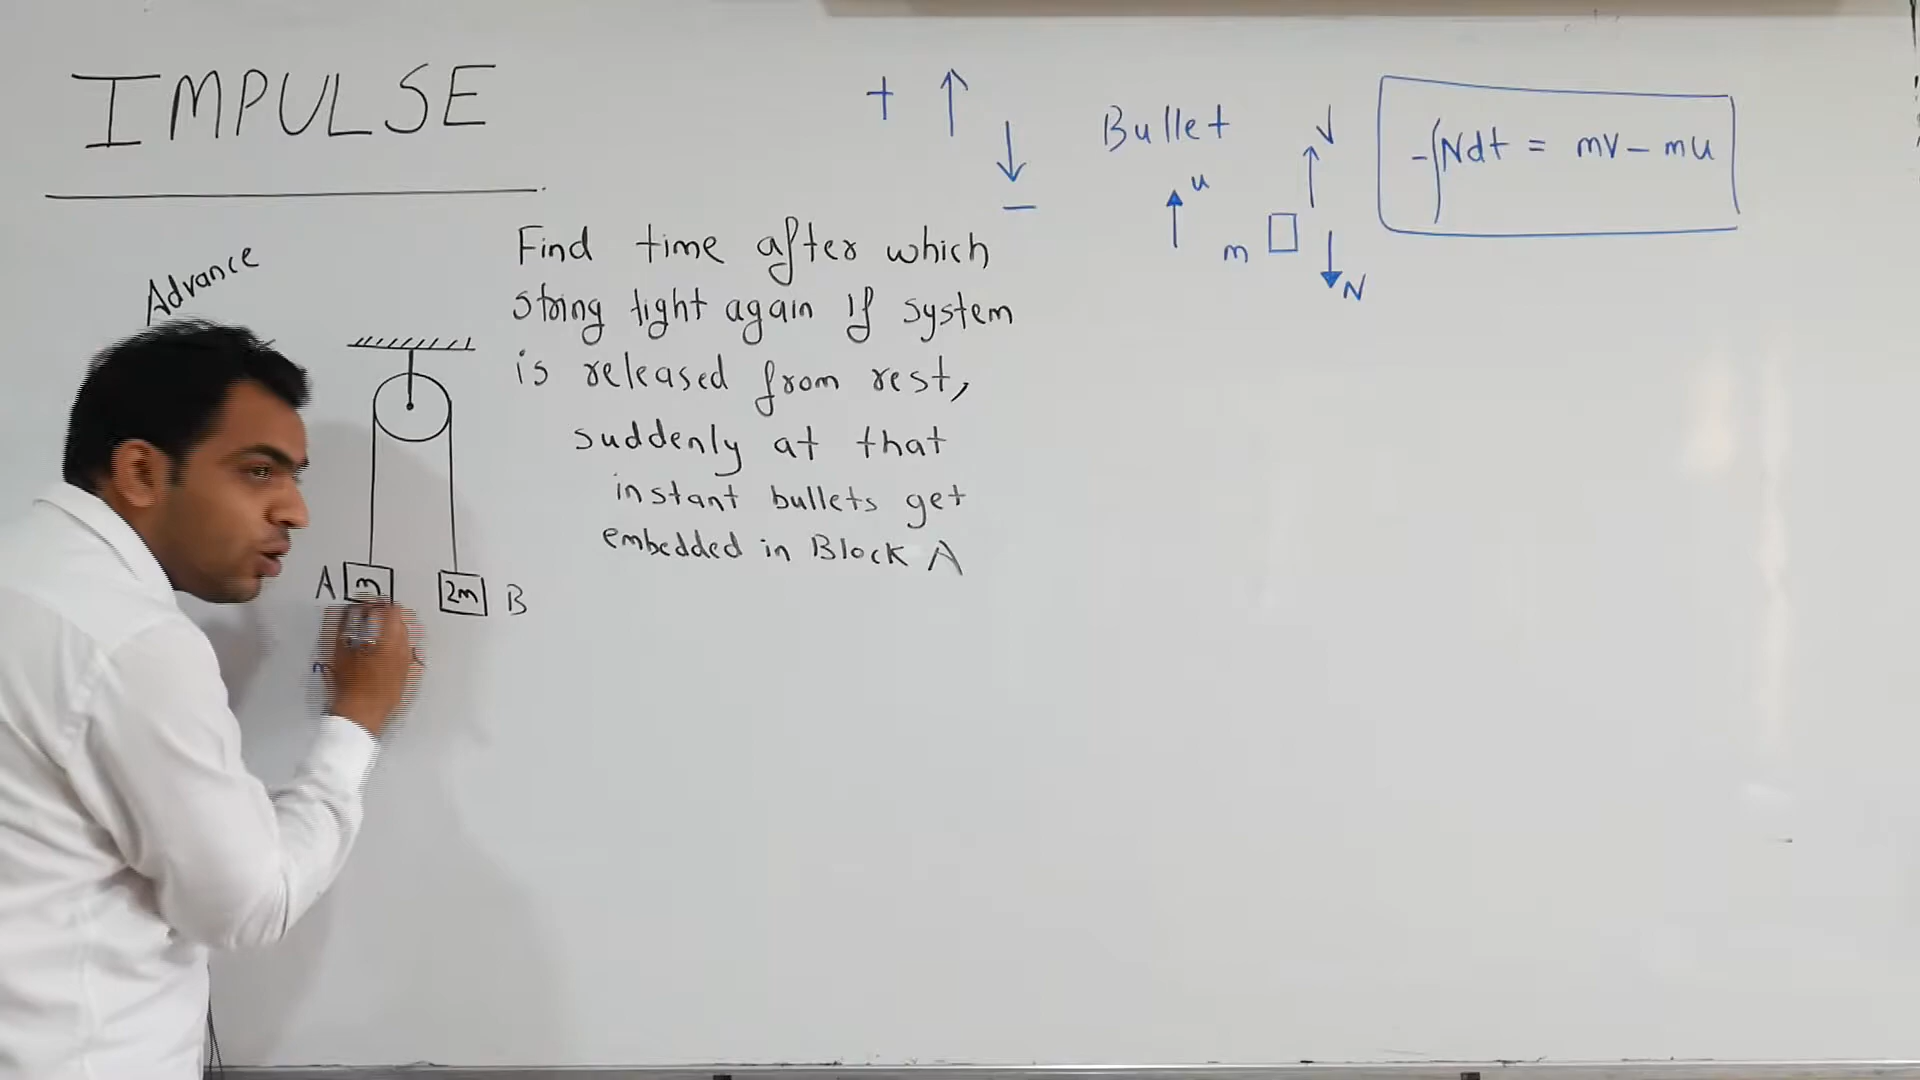 IMPULSE
+
−
Bullet
u
v
m
N
-∫Ndt = mv - mu
Advance
Find time after which
string tight again if system
is released from rest,
suddenly at that
instant bullets get
embedded in Block A
A m
2m B
m